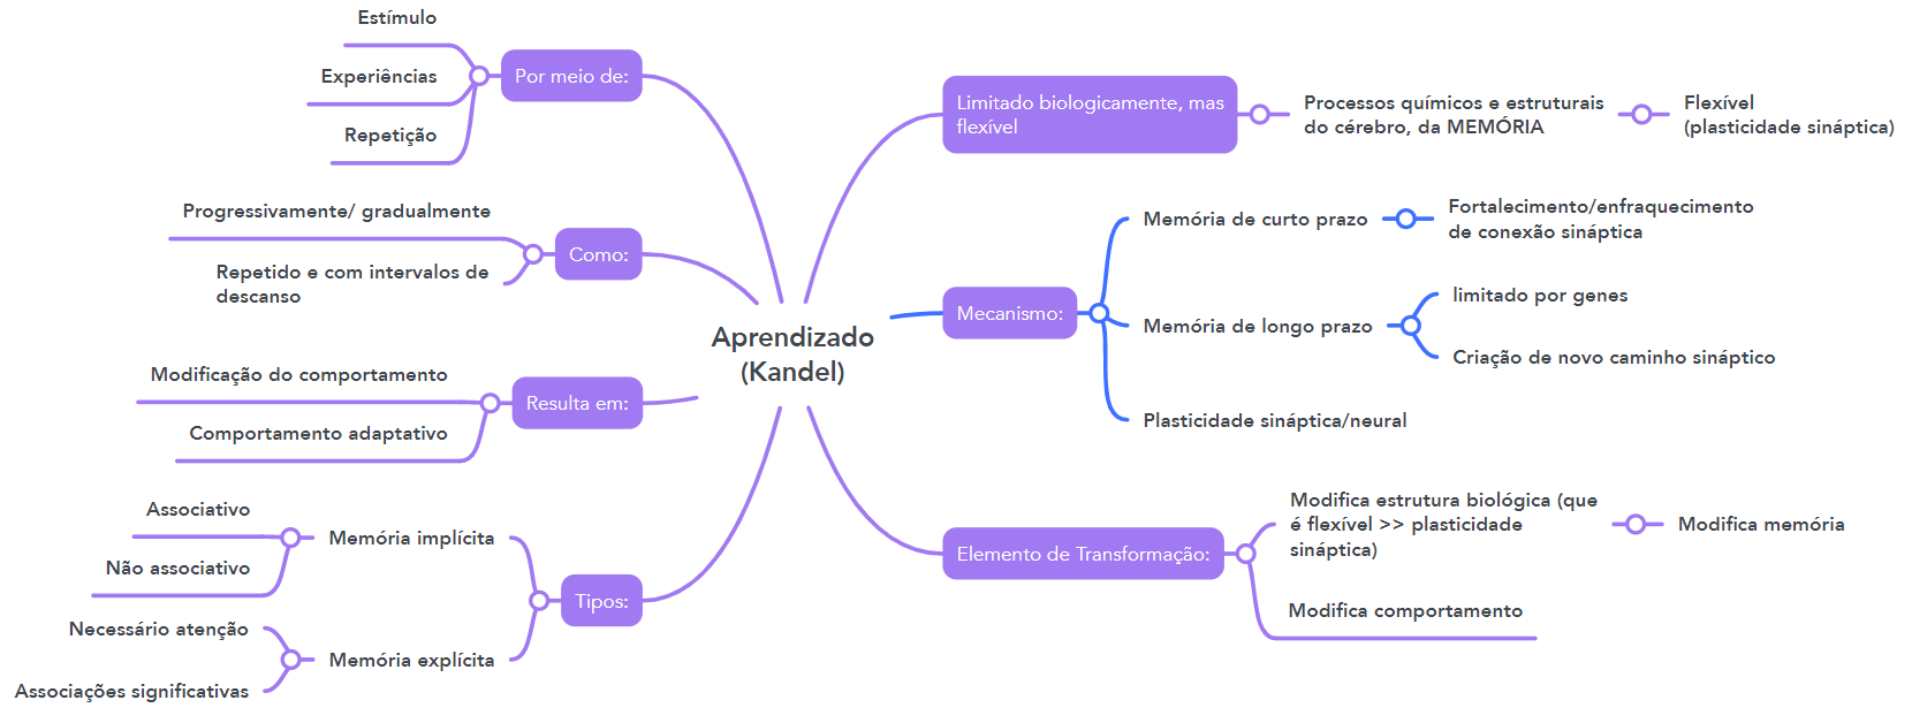 Aprendizado
(Kandel)
Por meio de:
Estímulo
Experiências
Repetição
Como:
Progressivamente/ gradualmente
Repetido e com intervalos de
descanso
Resulta em:
Modificação do comportamento
Comportamento adaptativo
Tipos:
Memória implícita
Associativo
Não associativo
Memória explícita
Necessário atenção
Associações significativas
Limitado biologicamente, mas
flexível
Processos químicos e estruturais
do cérebro, da MEMÓRIA
Flexível
(plasticidade sináptica)
Mecanismo:
Memória de curto prazo
Fortalecimento/enfraquecimento
de conexão sináptica
Memória de longo prazo
limitado por genes
Criação de novo caminho sináptico
Plasticidade sináptica/neural
Elemento de Transformação:
Modifica estrutura biológica (que
é flexível >> plasticidade
sináptica)
Modifica memória
Modifica comportamento